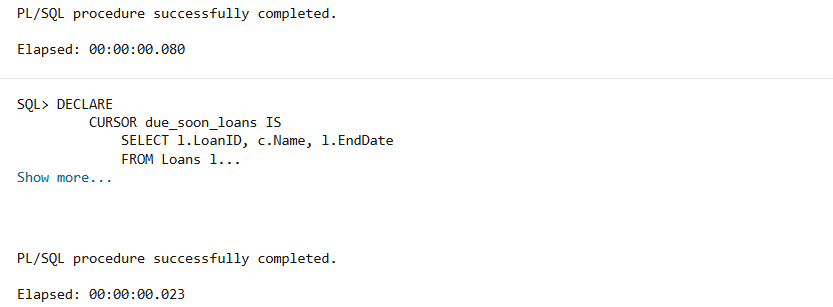 PL/SQL procedure successfully completed.
Elapsed: 00:00:00.080
SQL> DECLARE
CURSOR due_soon_loans IS
SELECT l.LoanID, c.Name, l.EndDate
FROM Loans l...
Show more...
PL/SQL procedure successfully completed.
Elapsed: 00:00:00.023